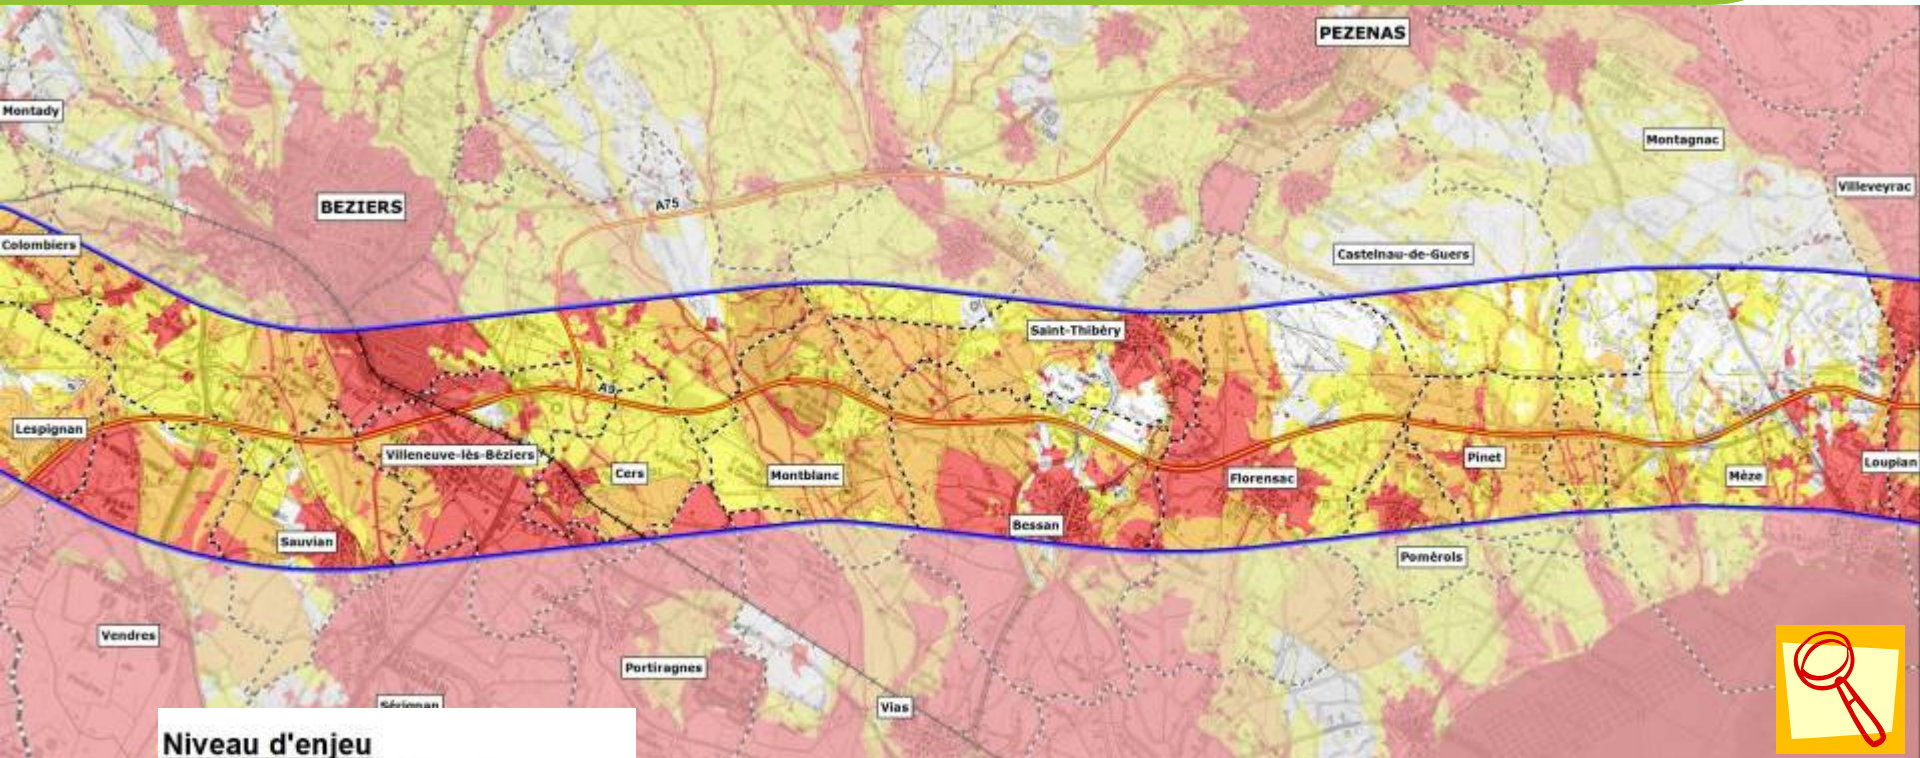 PEZENAS
Montady
Montagnac
Villeveyrac
BEZIERS
A75
Colombiers
Castelnau-de-Guers
Saint-Thibéry
A9
Lespignan
Villeneuve-lès-Béziers
Cers
Montblanc
Florensac
Pinet
Mèze
Loupian
Sauvian
Bessan
Pomérols
Vendres
Portiragnes
Sérignan
Vias
Niveau d'enjeu